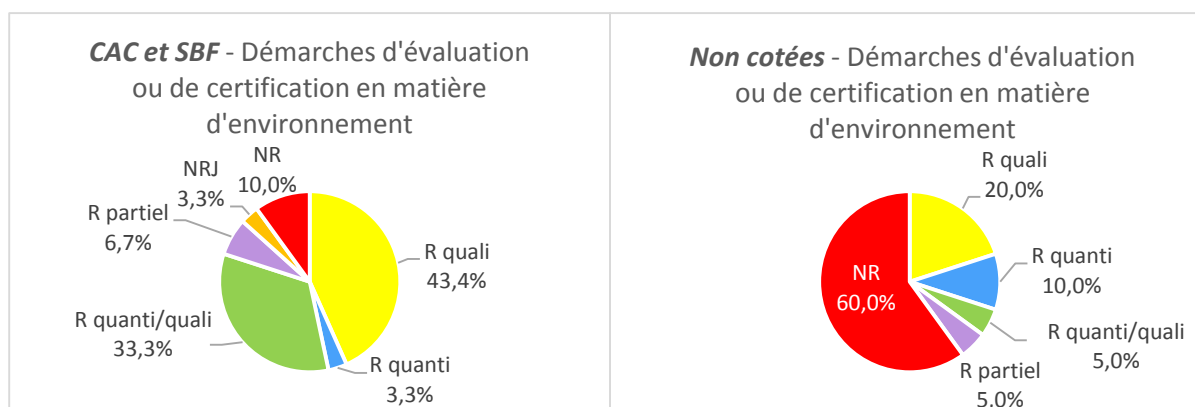 CAC et SBF - Démarches d'évaluation
ou de certification en matière
d'environnement
NR
10,0%
NRJ
3,3%
R partiel
6,7%
R quali
43,4%
R quanti/quali
33,3%
R quanti
3,3%
Non cotées - Démarches d'évaluation
ou de certification en matière
d'environnement
R quali
20,0%
R quanti
10,0%
NR
60,0%
R quanti/quali
5,0%
R partiel
5,0%